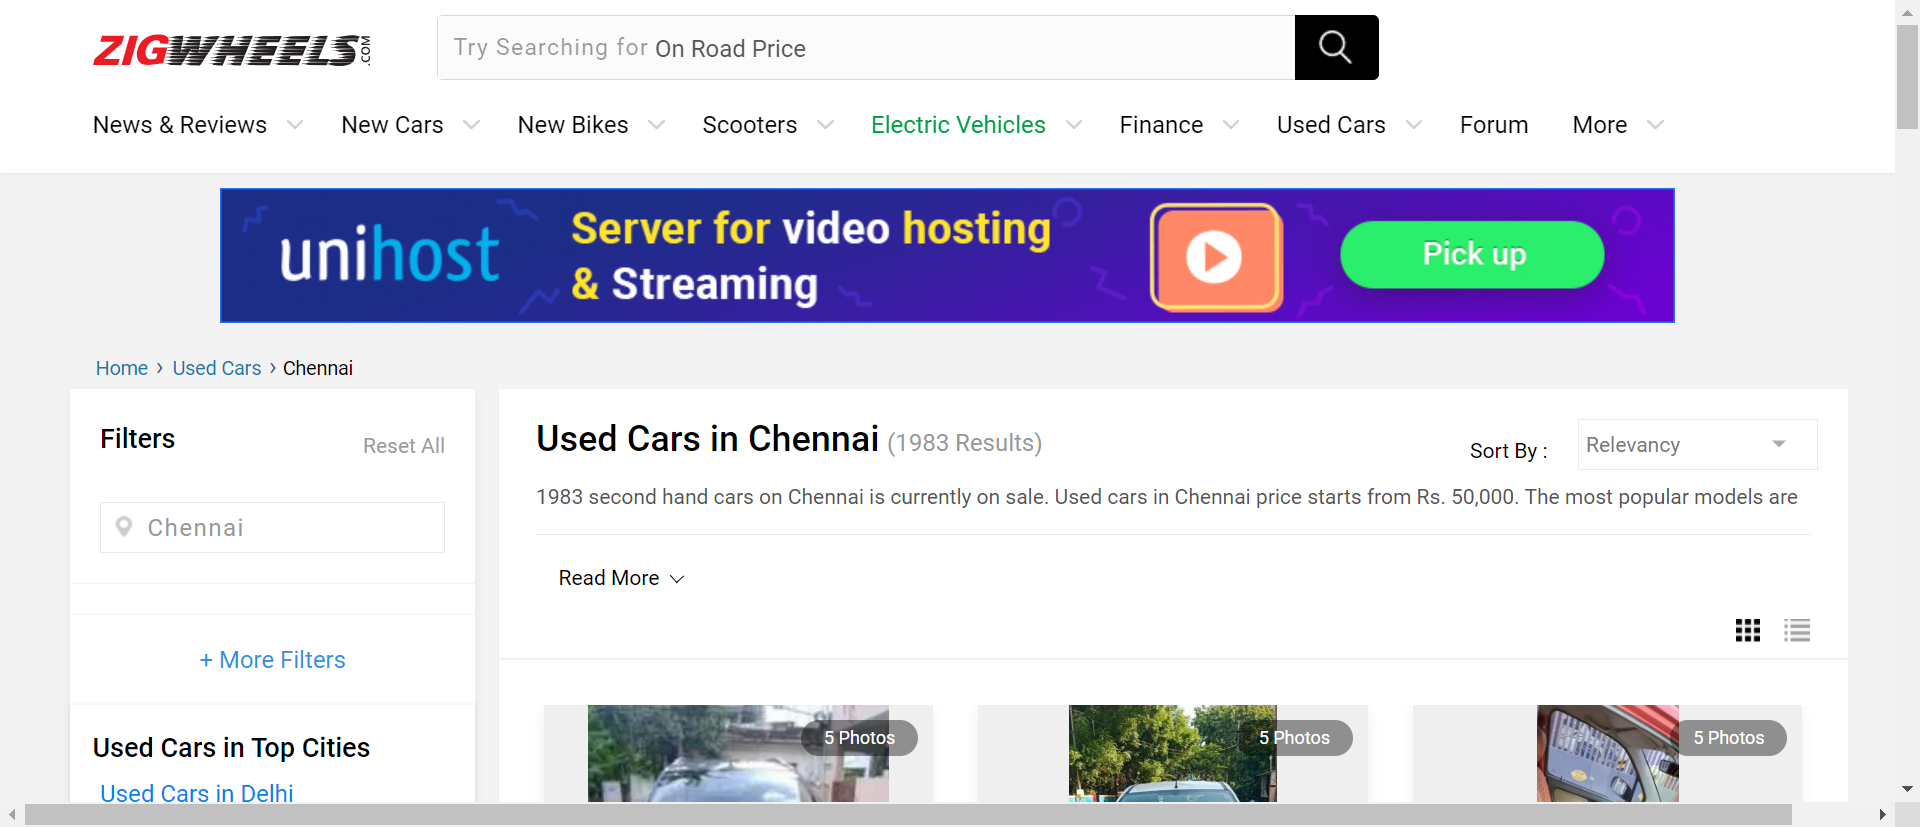 ZIGWHEELS.COM
Try Searching for On Road Price
News & Reviews New Cars New Bikes Scooters Electric Vehicles Finance Used Cars Forum More
unihost
Server for video hosting
& Streaming
Pick up
Home › Used Cars › Chennai
Filters
Reset All
Chennai
+ More Filters
Used Cars in Top Cities
Used Cars in Delhi
Used Cars in Chennai (1983 Results)
Sort By : Relevancy
1983 second hand cars on Chennai is currently on sale. Used cars in Chennai price starts from Rs. 50,000. The most popular models are
Read More
5 Photos
5 Photos
5 Photos